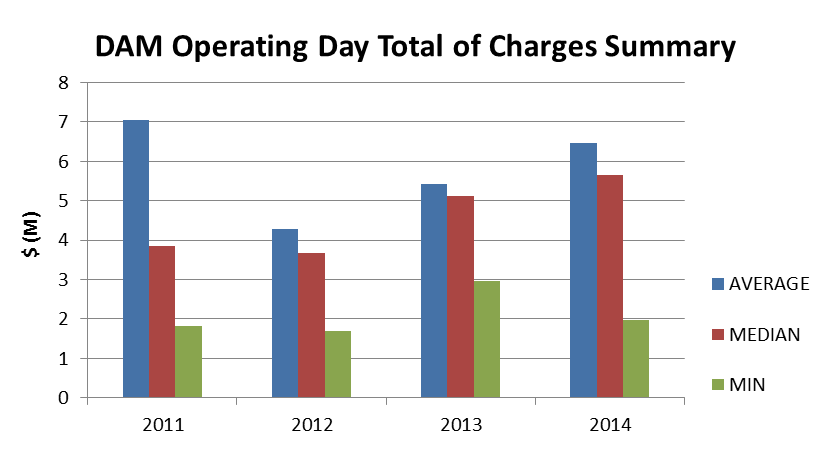 DAM Operating Day Total of Charges Summary
8
7
6
5
4
3
2
1
0
$ (M)
2011 2012 2013 2014
AVERAGE
MEDIAN
MIN